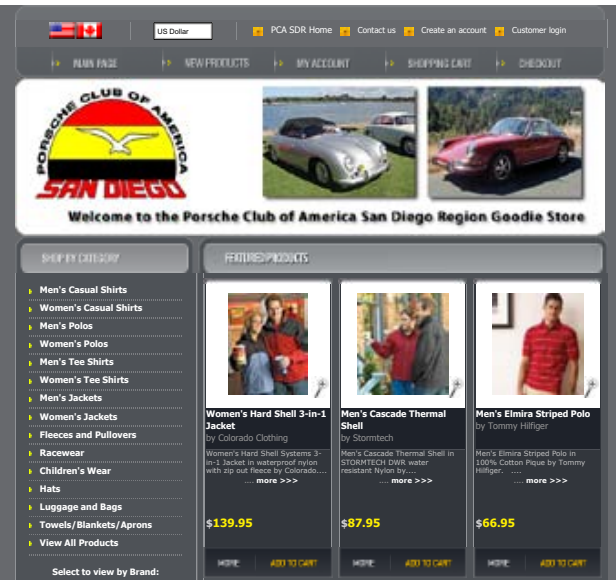 US Dollar
PCA SDR Home
Contact us
Create an account
Customer login
MAIN PAGE
NEW PRODUCTS
MY ACCOUNT
SHOPPING CART
CHECKOUT
PORSCHE CLUB OF AMERICA
SAN DIEGO
Welcome to the Porsche Club of America San Diego Region Goodie Store
SHOP BY CATEGORY
FEATURED PRODUCTS
Men's Casual Shirts
Women's Casual Shirts
Men's Polos
Women's Polos
Men's Tee Shirts
Women's Tee Shirts
Men's Jackets
Women's Jackets
Fleeces and Pullovers
Racewear
Children's Wear
Hats
Luggage and Bags
Towels/Blankets/Aprons
View All Products
Select to view by Brand:
Women's Hard Shell 3-in-1
Jacket
by Colorado Clothing
Women's Hard Shell Systems 3-
in-1 Jacket in waterproof nylon
with zip out fleece by Colorado....
.... more >>>
$139.95
MORE
ADD TO CART
Men's Cascade Thermal
Shell
by Stormtech
Men's Cascade Thermal Shell in
STORMTECH DWR water
resistant Nylon by....
.... more >>>
$87.95
MORE
ADD TO CART
Men's Elmira Striped Polo
by Tommy Hilfiger
Men's Elmira Striped Polo in
100% Cotton Pique by Tommy
Hilfiger. ....
.... more >>>
$66.95
MORE
ADD TO CART